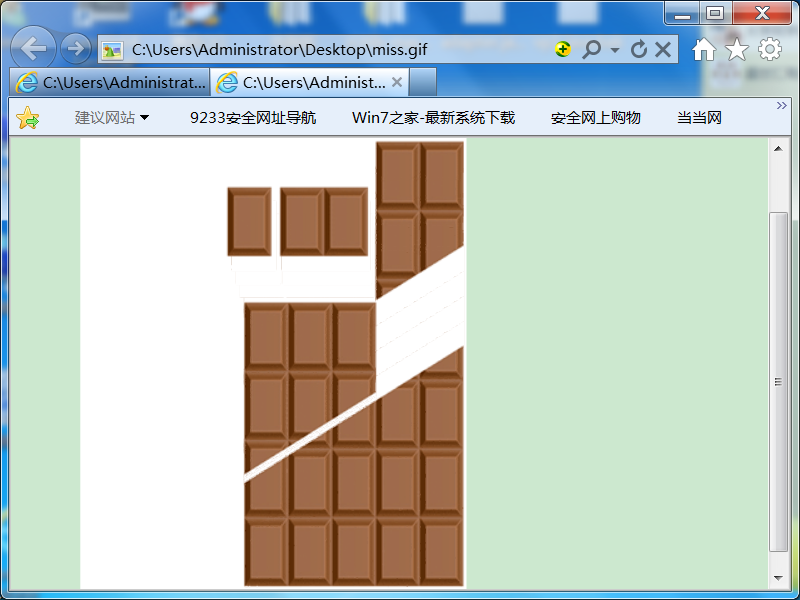 C:\Users\Administrator\Desktop\miss.gif
C:\Users\Administrat... C:\Users\Administ...
建议网站 9233安全网址导航 Win7之家-最新系统下载 安全网上购物 当当网